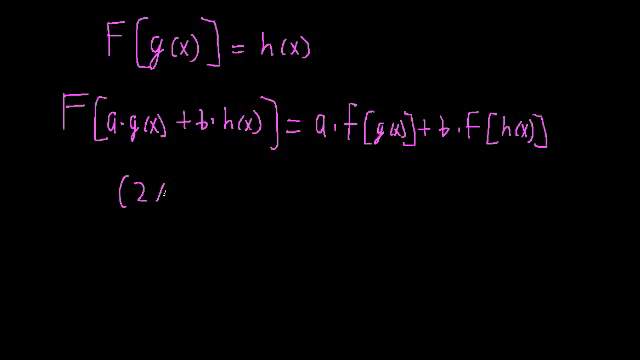 F[g(x)] = h(x)
F[a·g(x) + b·h(x)] = a·f[g(x)] + b·F[h(x)]
(2